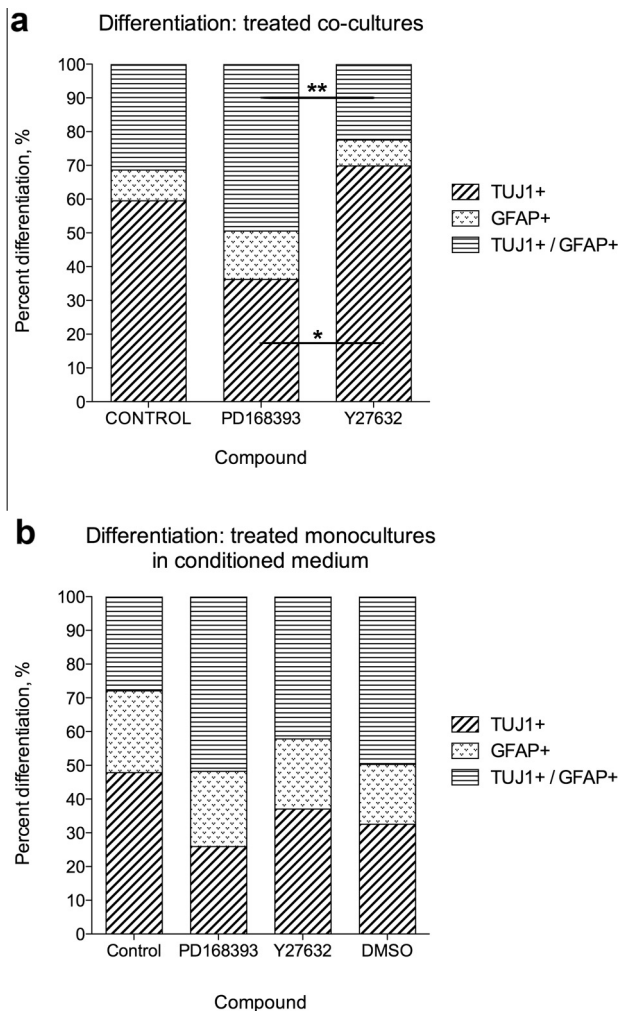 a
Differentiation: treated co-cultures
100
90
80
70
60
50
40
30
20
10
0
Percent differentiation, %
**
*
CONTROL PD168393 Y27632
Compound
TUJ1+
GFAP+
TUJ1+ / GFAP+
b
Differentiation: treated monocultures
in conditioned medium
100
90
80
70
60
50
40
30
20
10
0
Percent differentiation, %
Control PD168393 Y27632 DMSO
Compound
TUJ1+
GFAP+
TUJ1+ / GFAP+